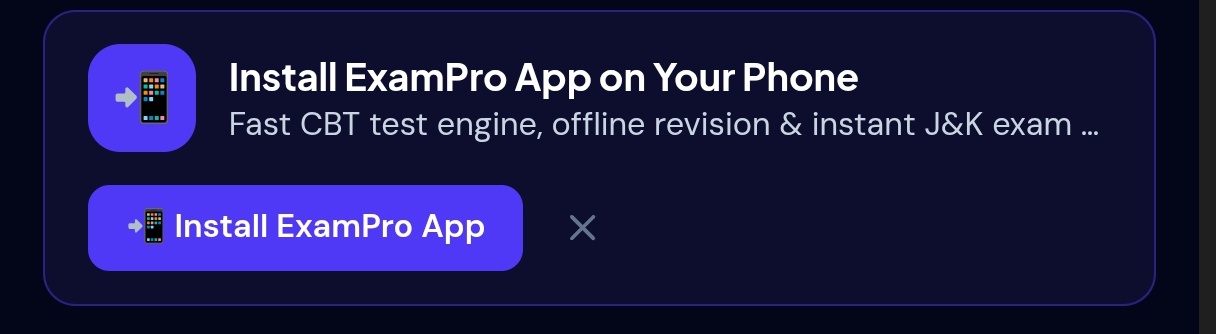 Install ExamPro App on Your Phone
Fast CBT test engine, offline revision & instant J&K exam ...
Install ExamPro App